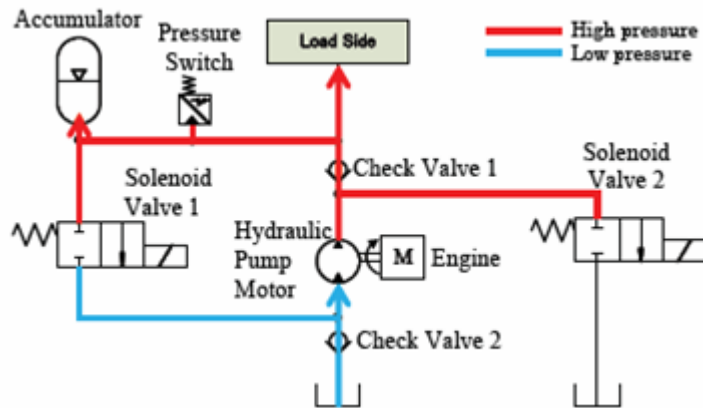 Accumulator
Pressure
Switch
Load Side
High pressure
Low pressure
Solenoid
Valve 1
Check Valve 1
Solenoid
Valve 2
Hydraulic
Pump
Motor
M
Engine
Check Valve 2